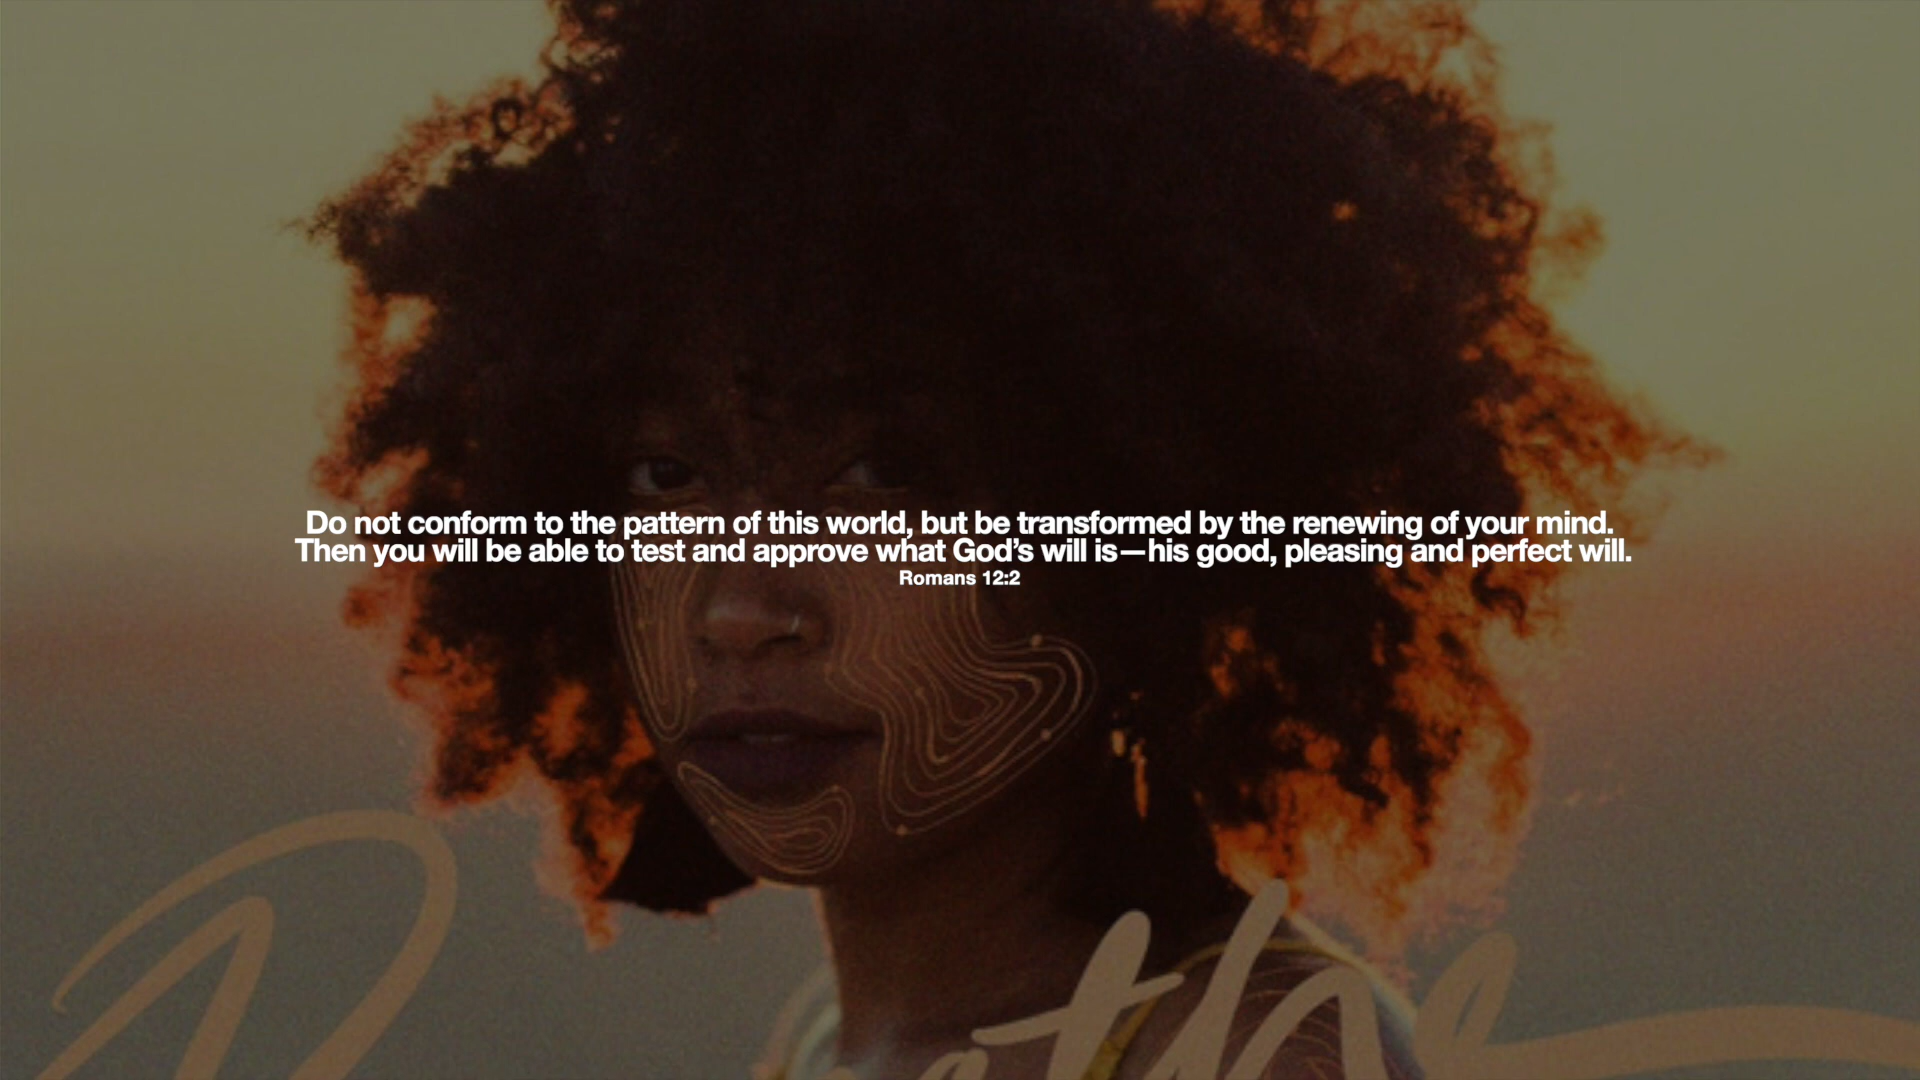 Do not conform to the pattern of this world, but be transformed by the renewing of your mind.
Then you will be able to test and approve what God’s will is—his good, pleasing and perfect will.
Romans 12:2